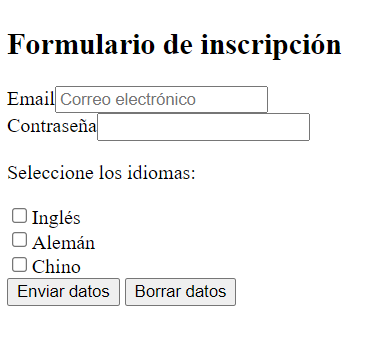 Formulario de inscripción
Email Correo electrónico
Contraseña
Seleccione los idiomas:
Inglés
Alemán
Chino
Enviar datos Borrar datos